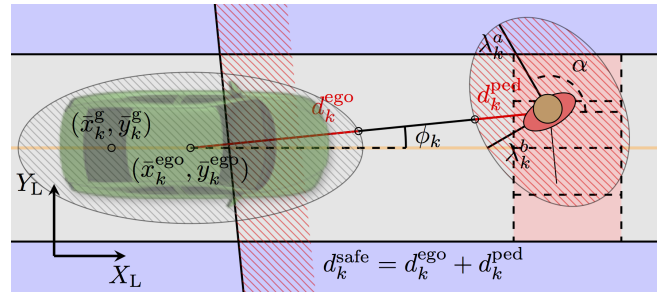 λ_k^a
α
d_k^ego
d_k^ped
(x̄_k^g, ȳ_k^g)
ϕ_k
(x̄_k^ego, ȳ_k^ego)
λ_k^b
Y_L
X_L
d_k^safe = d_k^ego + d_k^ped